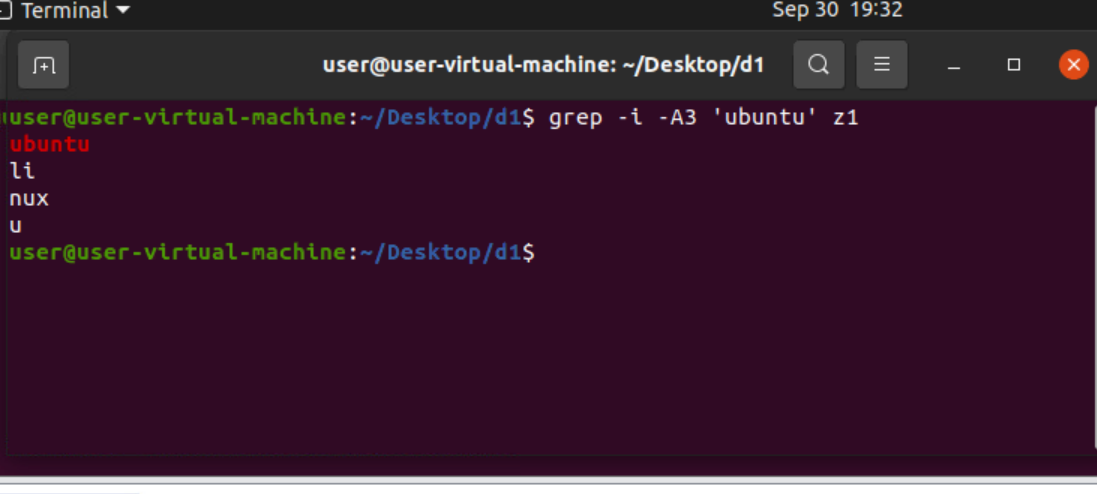 Terminal
Sep 30 19:32
user@user-virtual-machine: ~/Desktop/d1
user@user-virtual-machine:~/Desktop/d1$ grep -i -A3 'ubuntu' z1
ubuntu
li
nux
u
user@user-virtual-machine:~/Desktop/d1$